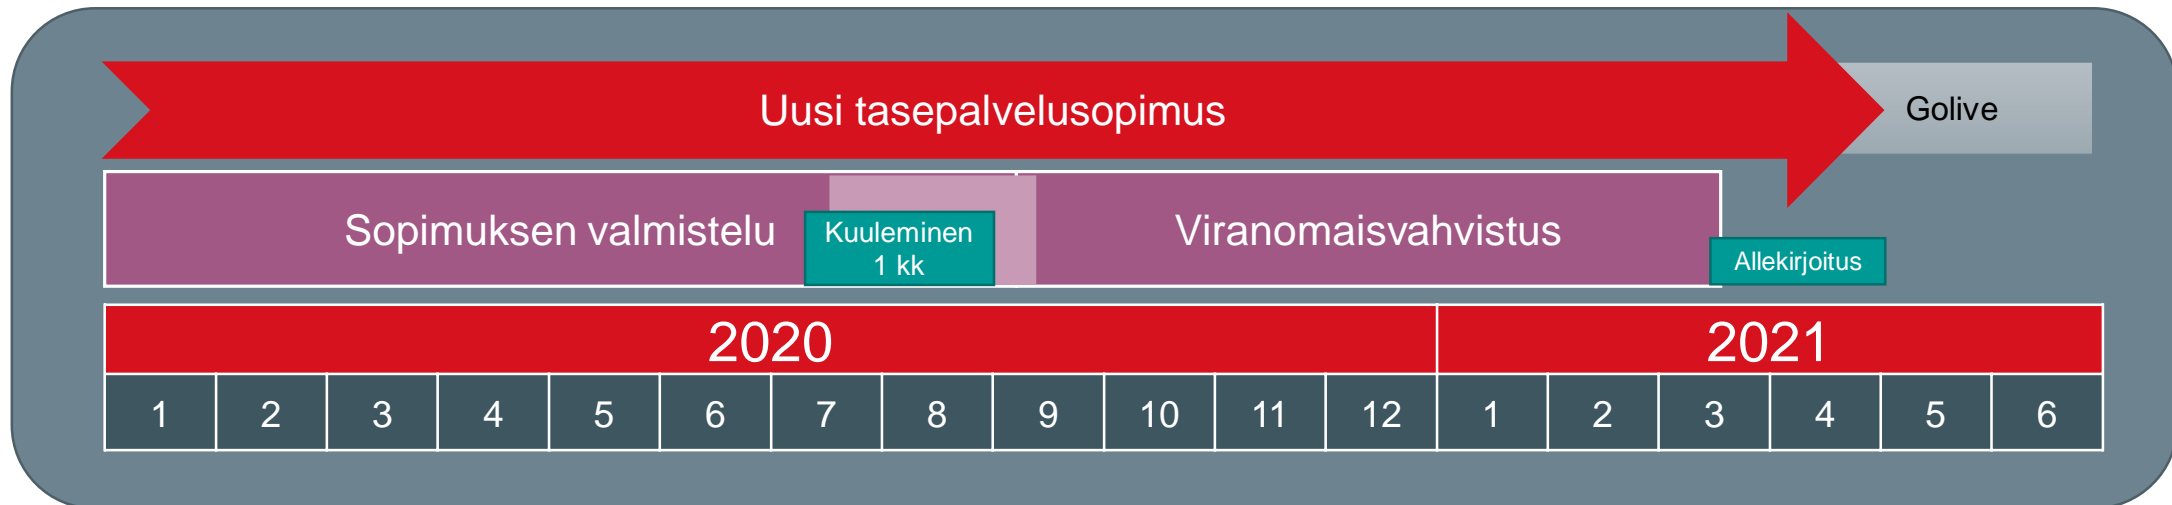 Uusi tasepalvelusopimus
Golive
Sopimuksen valmistelu
Kuuleminen
1 kk
Viranomaisvahvistus
Allekirjoitus
2020
2021
1 2 3 4 5 6 7 8 9 10 11 12 1 2 3 4 5 6